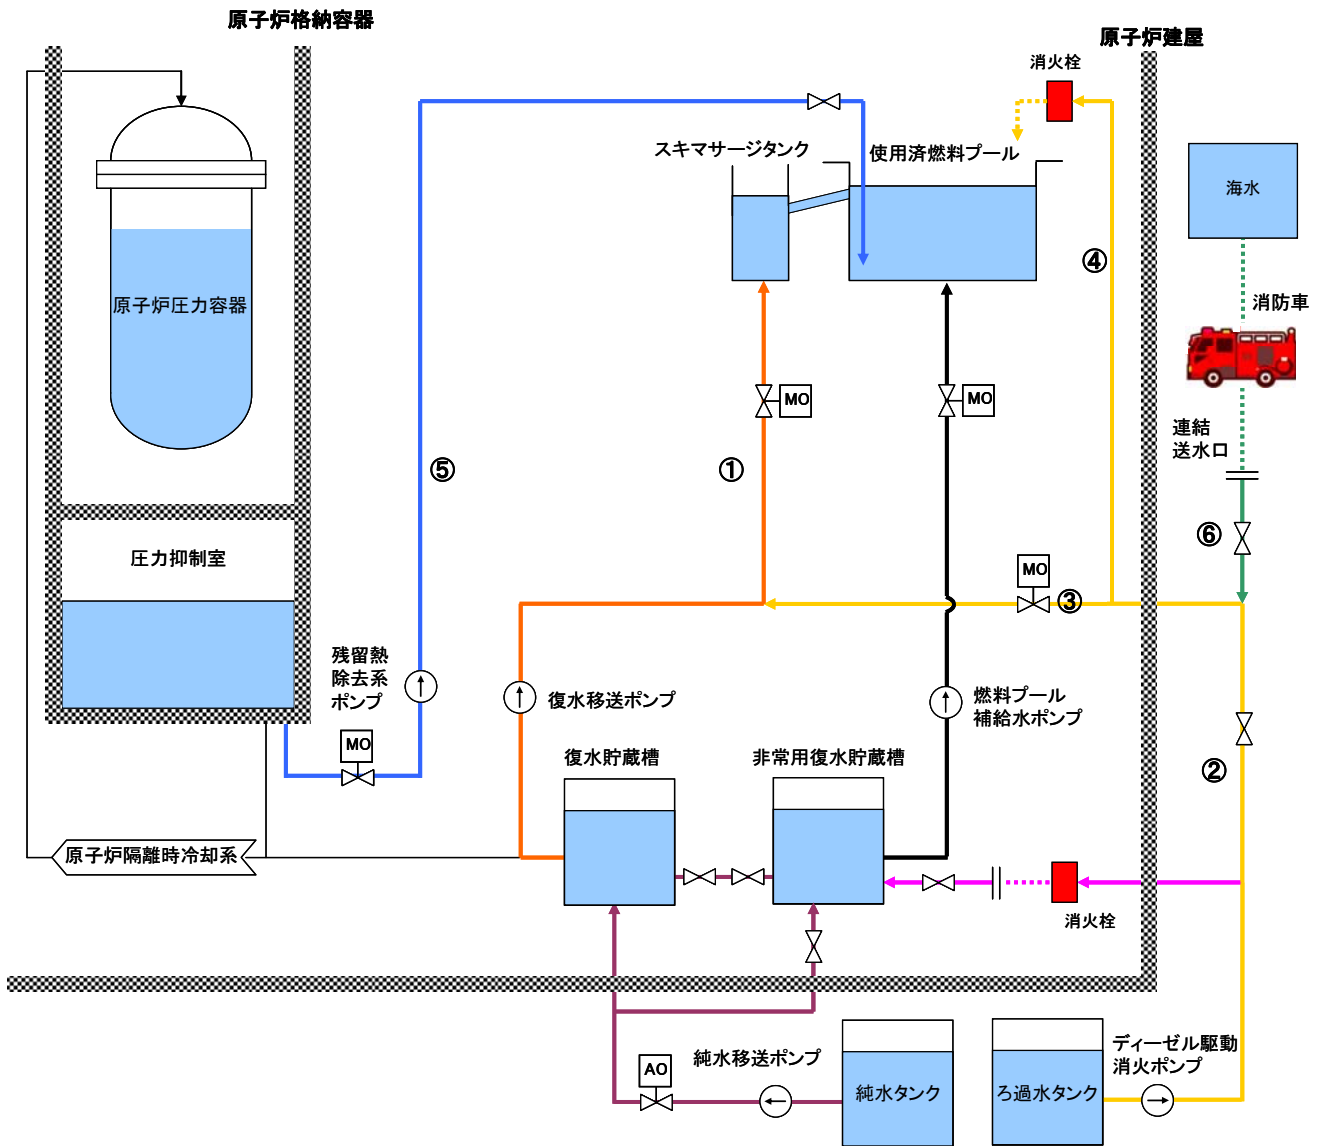 原子炉格納容器
原子炉建屋
消火栓
スキマサージタンク
使用済燃料プール
海水
④
原子炉圧力容器
消防車
MO
MO
連結
送水口
⑤
①
⑥
圧力抑制室
MO
③
残留熱
除去系
ポンプ
復水移送ポンプ
燃料プール
補給水ポンプ
MO
復水貯蔵槽
非常用復水貯蔵槽
②
原子炉隔離時冷却系
消火栓
純水移送ポンプ
ディーゼル駆動
消火ポンプ
AO
純水タンク
ろ過水タンク